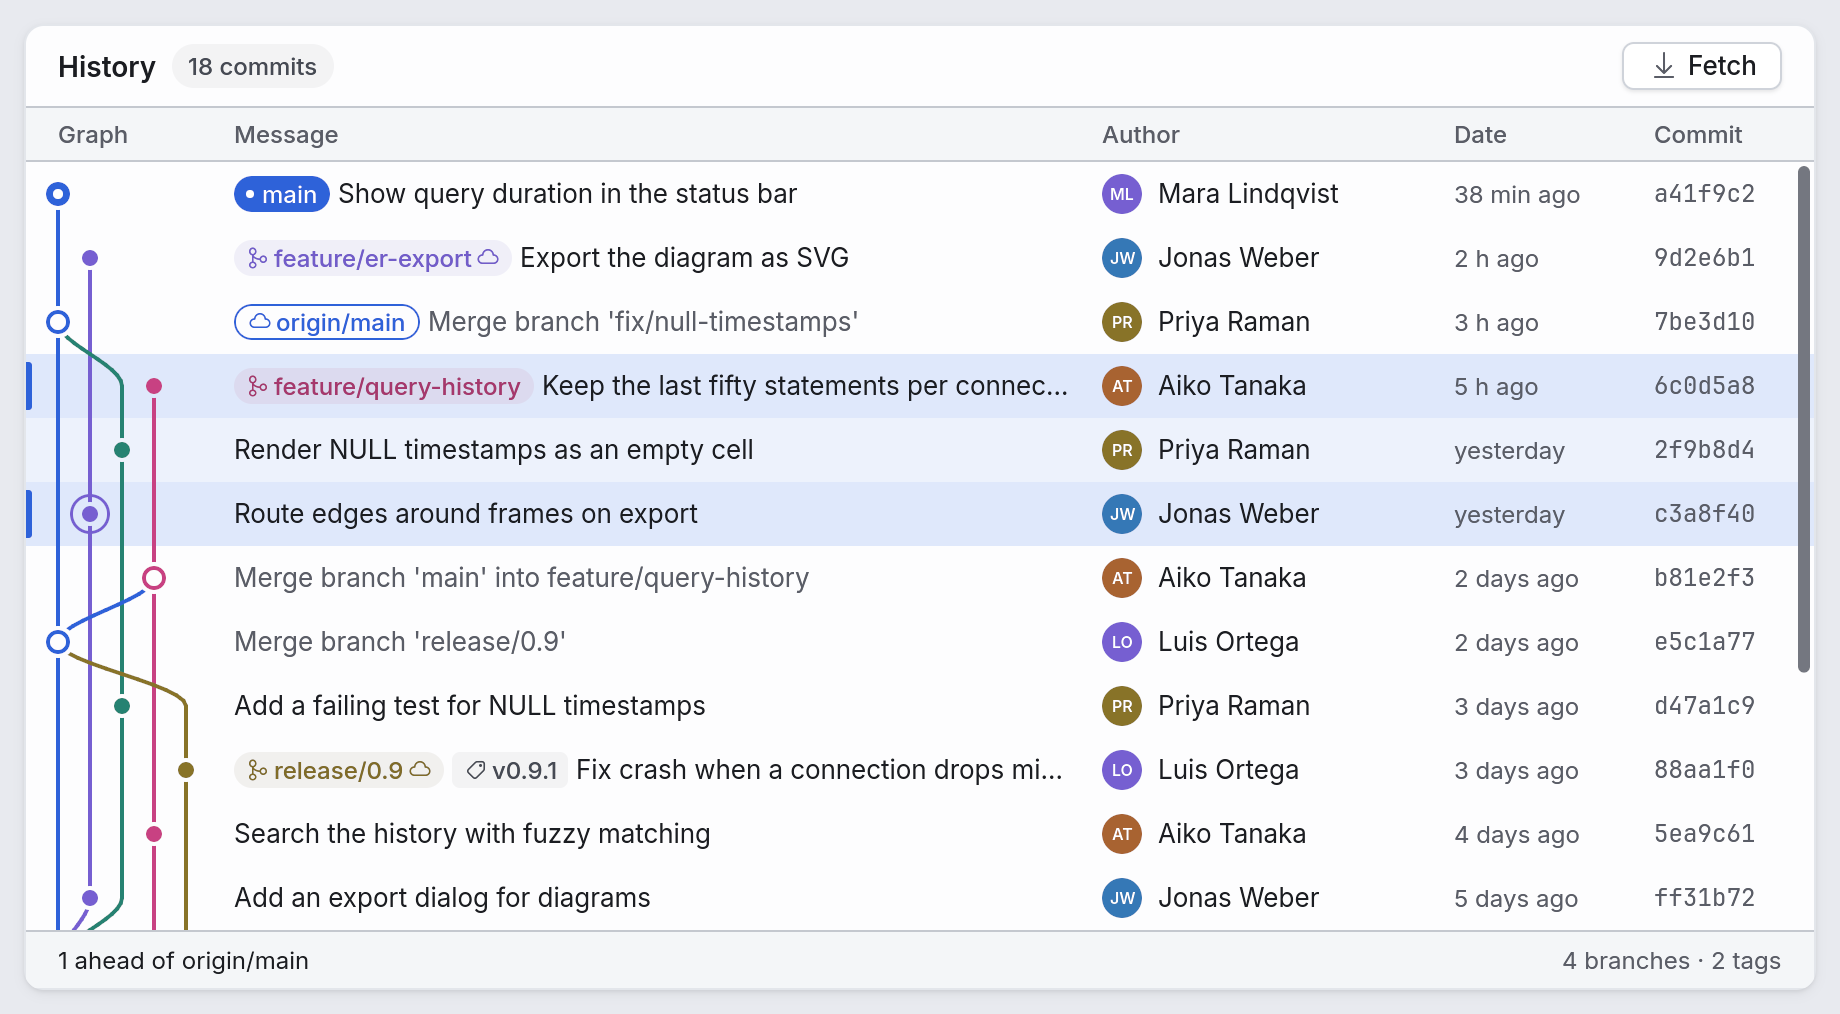 History 18 commits Fetch
Graph Message Author Date Commit
main Show query duration in the status bar ML Mara Lindqvist 38 min ago a41f9c2
feature/er-export Export the diagram as SVG JW Jonas Weber 2 h ago 9d2e6b1
origin/main Merge branch 'fix/null-timestamps' PR Priya Raman 3 h ago 7be3d10
feature/query-history Keep the last fifty statements per connec... AT Aiko Tanaka 5 h ago 6c0d5a8
Render NULL timestamps as an empty cell PR Priya Raman yesterday 2f9b8d4
Route edges around frames on export JW Jonas Weber yesterday c3a8f40
Merge branch 'main' into feature/query-history AT Aiko Tanaka 2 days ago b81e2f3
Merge branch 'release/0.9' LO Luis Ortega 2 days ago e5c1a77
Add a failing test for NULL timestamps PR Priya Raman 3 days ago d47a1c9
release/0.9 v0.9.1 Fix crash when a connection drops mi... LO Luis Ortega 3 days ago 88aa1f0
Search the history with fuzzy matching AT Aiko Tanaka 4 days ago 5ea9c61
Add an export dialog for diagrams JW Jonas Weber 5 days ago ff31b72
1 ahead of origin/main 4 branches · 2 tags